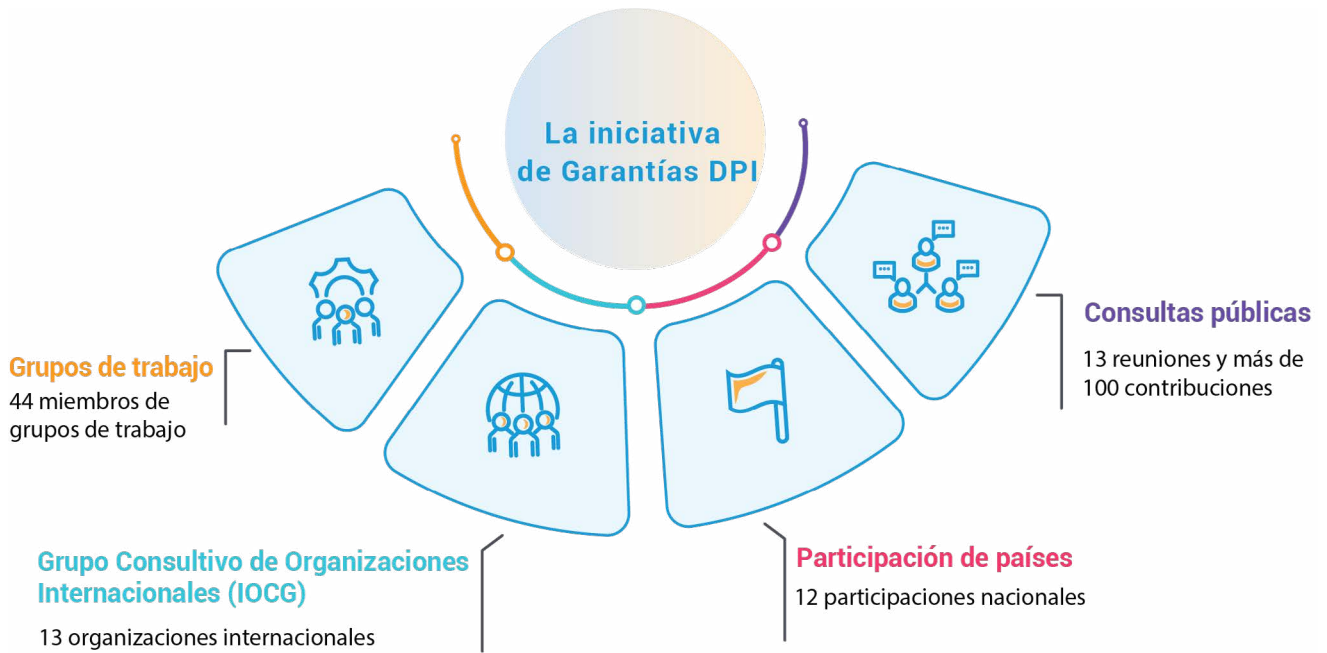 La iniciativa
de Garantías DPI
Grupos de trabajo
44 miembros de
grupos de trabajo
Grupo Consultivo de Organizaciones
Internacionales (IOCG)
13 organizaciones internacionales
Participación de países
12 participaciones nacionales
Consultas públicas
13 reuniones y más de
100 contribuciones